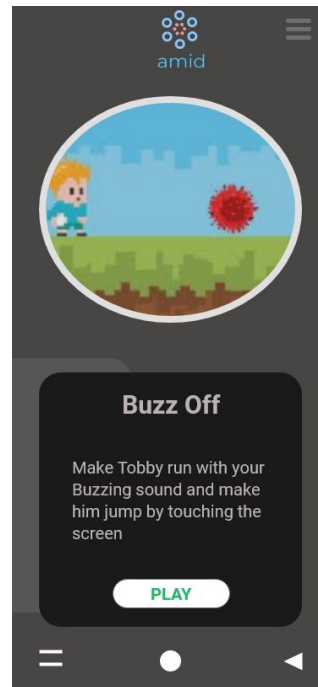 amid
Buzz Off
Make Tobby run with your
Buzzing sound and make
him jump by touching the
screen
PLAY